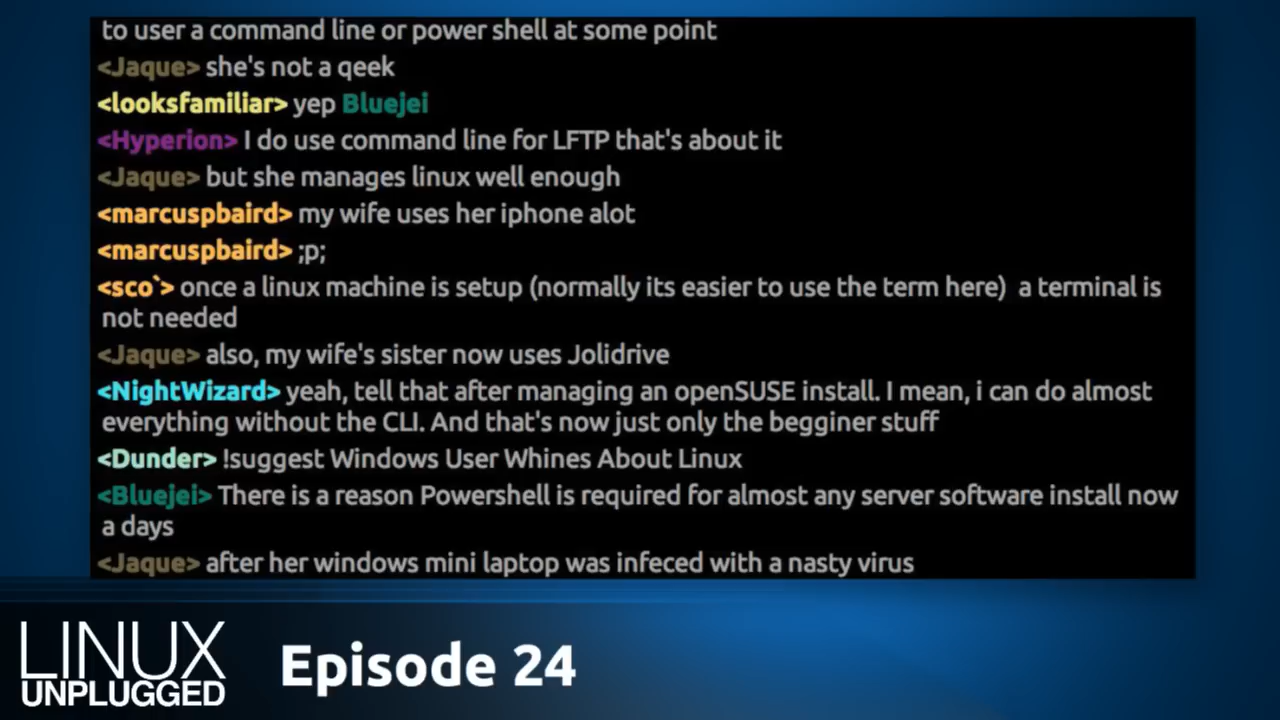 to user a command line or power shell at some point
<Jaque> she's not a qeek
<looksfamiliar> yep Bluejei
<Hyperion> I do use command line for LFTP that's about it
<Jaque> but she manages linux well enough
<marcuspbaird> my wife uses her iphone alot
<marcuspbaird> ;p;
<sco`> once a linux machine is setup (normally its easier to use the term here)  a terminal is
not needed
<Jaque> also, my wife's sister now uses Jolidrive
<NightWizard> yeah, tell that after managing an openSUSE install. I mean, i can do almost
everything without the CLI. And that's now just only the begginer stuff
<Dunder> !suggest Windows User Whines About Linux
<Bluejei> There is a reason Powershell is required for almost any server software install now
a days
<Jaque> after her windows mini laptop was infeced with a nasty virus
LINUX
UNPLUGGED
Episode 24